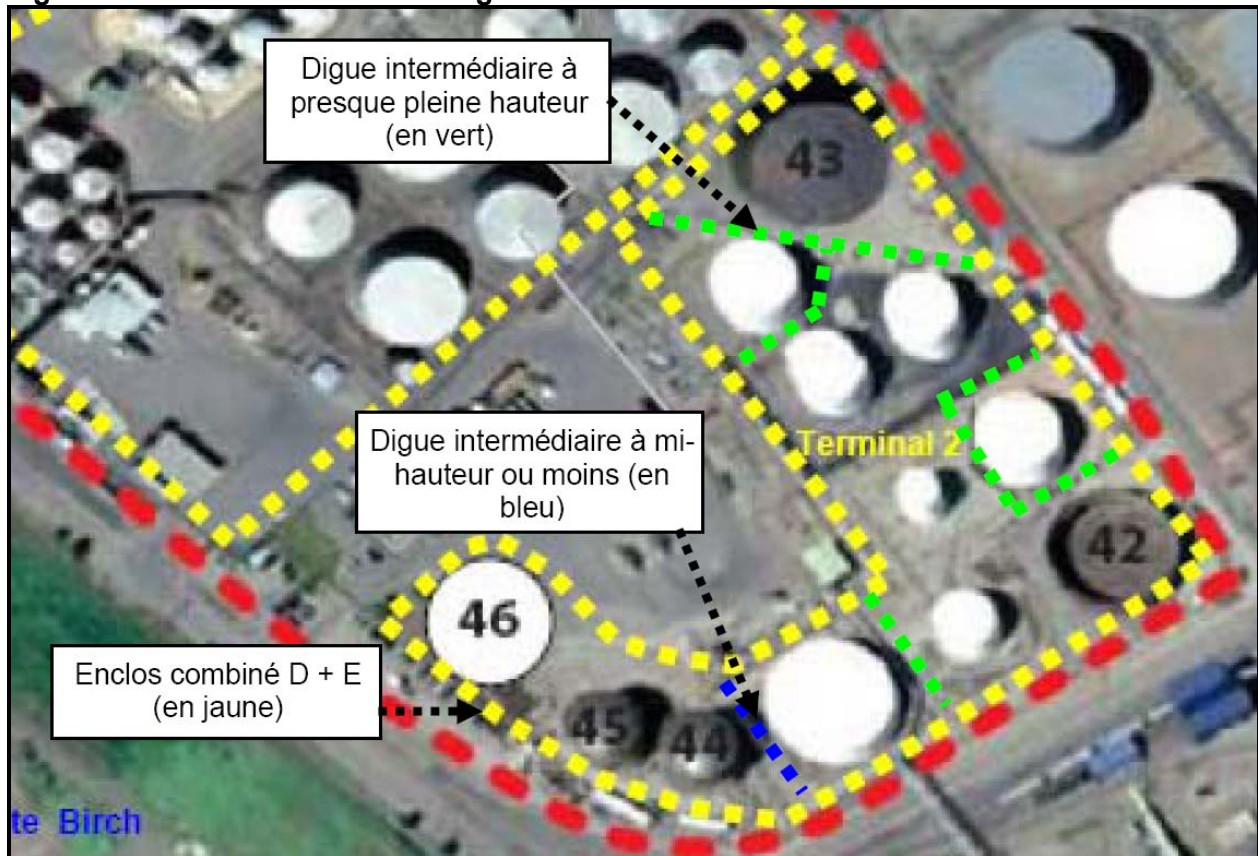 Digue intermédiaire à
presque pleine hauteur
(en vert)
43
Digue intermédiaire à mi-
hauteur ou moins (en
bleu)
Terminal 2
42
46
Enclos combiné D + E
(en jaune)
45
44
te Birch